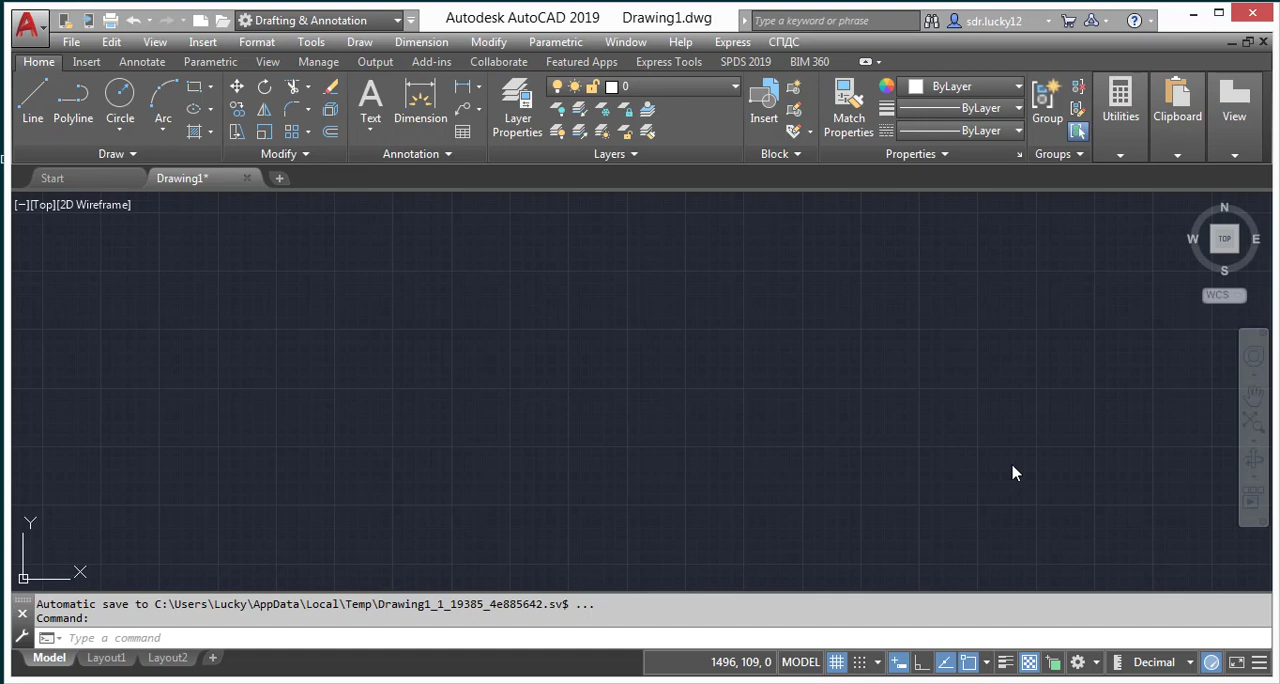 Drafting & Annotation
Autodesk AutoCAD 2019 Drawing1.dwg
Type a keyword or phrase
sdr.lucky12
File Edit View Insert Format Tools Draw Dimension Modify Parametric Window Help Express СПДС
Home Insert Annotate Parametric View Manage Output Add-ins Collaborate Featured Apps Express Tools SPDS 2019 BIM 360
Line Polyline Circle Arc
Draw
Modify
Text Dimension
Annotation
Layer Properties
0
Layers
Insert
Block
Match Properties
ByLayer
ByLayer
ByLayer
Properties
Group
Groups
Utilities
Clipboard
View
Start Drawing1*
[−][Top][2D Wireframe]
N
W TOP E
S
WCS
Y
X
Automatic save to C:\Users\Lucky\AppData\Local\Temp\Drawing1_1_19385_4e885642.sv$ ...
Command:
Type a command
Model Layout1 Layout2
1496, 109, 0 MODEL
Decimal